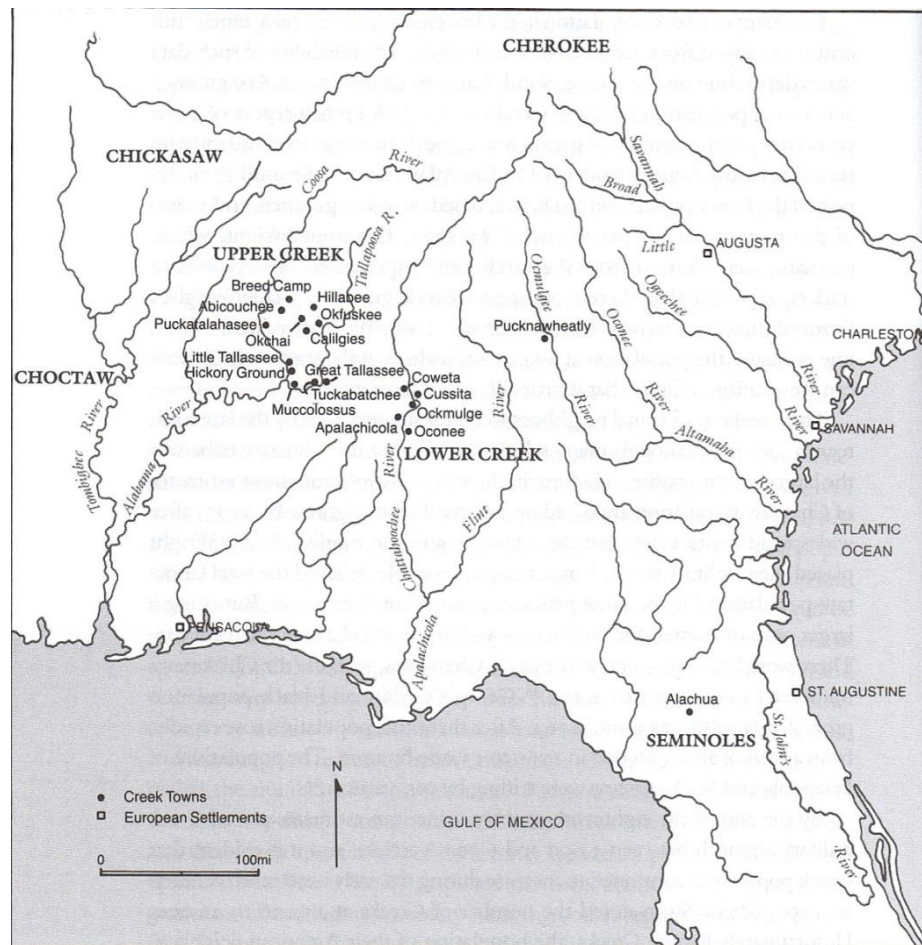 CHEROKEE
CHICKASAW
Coosa River
Savannah
Broad
UPPER CREEK
Tallapoosa R.
Little
AUGUSTA
Ogeechee
Breed Camp
Hillabee
Abicouchee
Okfuskee
Puckatalahasee
Okchai
Calilgies
Ocmulgee
Oconee
Pucknawheatly
CHARLESTON
Little Tallassee
Great Tallassee
Hickory Ground
Tuckabatchee
Muccolossus
Coweta
Cussita
Ockmulge
Apalachicola
Oconee
CHOCTAW
LOWER CREEK
River
River
River
River
Altamaha
River
SAVANNAH
Tombigbee River
Alabama River
Chattahoochee River
Flint River
ATLANTIC
OCEAN
PENSACOLA
Apalachicola
Alachua
ST. AUGUSTINE
SEMINOLES
St. John's
River
N
Creek Towns
European Settlements
GULF OF MEXICO
0 100mi